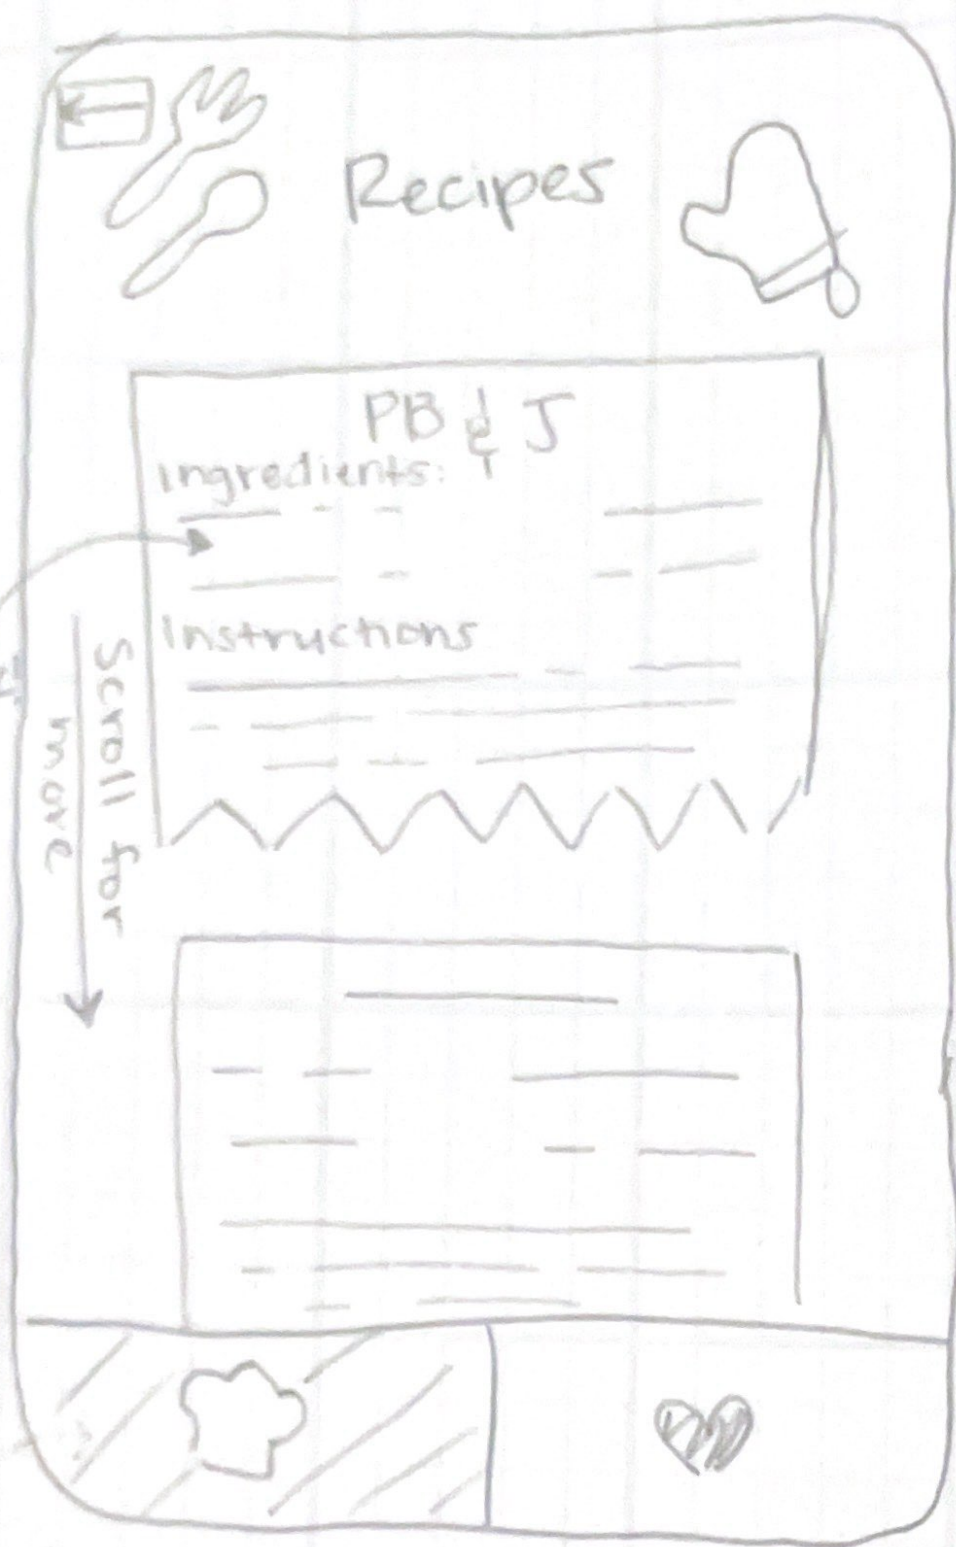 Recipes
PB & J
Ingredients:
Instructions
Scroll for
more